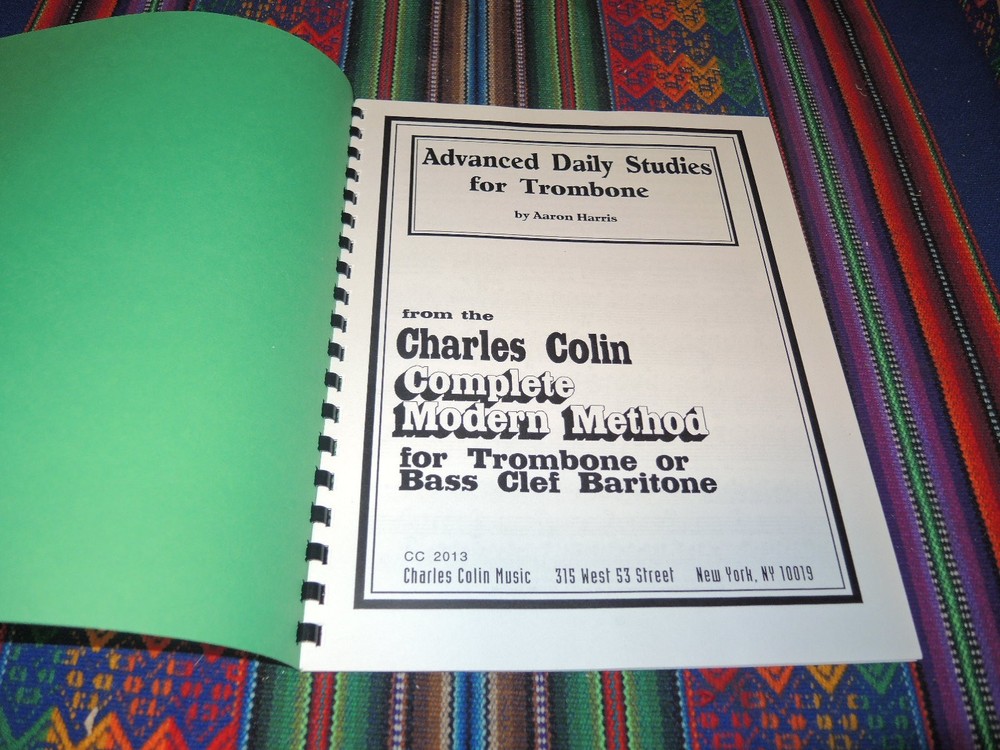 Advanced Daily Studies
for Trombone
by Aaron Harris
from the
Charles Colin
Complete
Modern Method
for Trombone or
Bass Clef Baritone
CC 2013
Charles Colin Music 315 West 53 Street New York, NY 10019